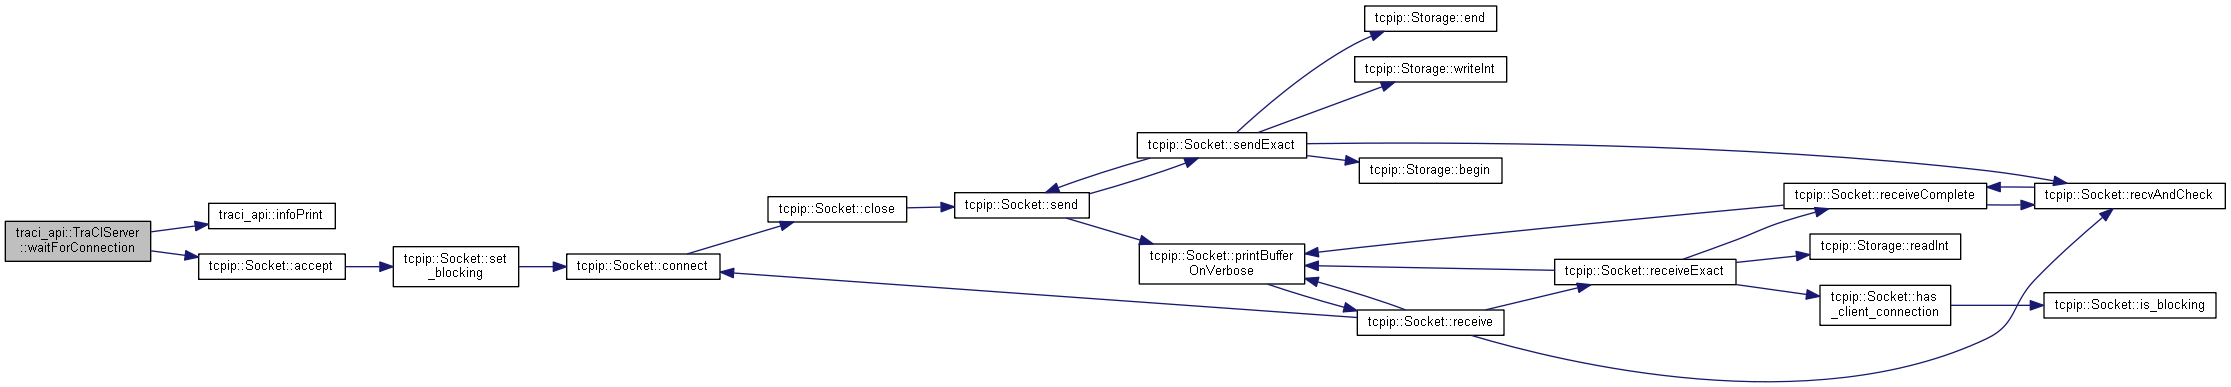 traci_api::TraCIServer
::waitForConnection
traci_api::infoPrint
tcpip::Socket::accept
tcpip::Socket::set
_blocking
tcpip::Socket::connect
tcpip::Socket::close
tcpip::Socket::send
tcpip::Socket::sendExact
tcpip::Storage::end
tcpip::Storage::writeInt
tcpip::Storage::begin
tcpip::Socket::printBuffer
OnVerbose
tcpip::Socket::receive
tcpip::Socket::receiveExact
tcpip::Socket::receiveComplete
tcpip::Storage::readInt
tcpip::Socket::has
_client_connection
tcpip::Socket::recvAndCheck
tcpip::Socket::is_blocking